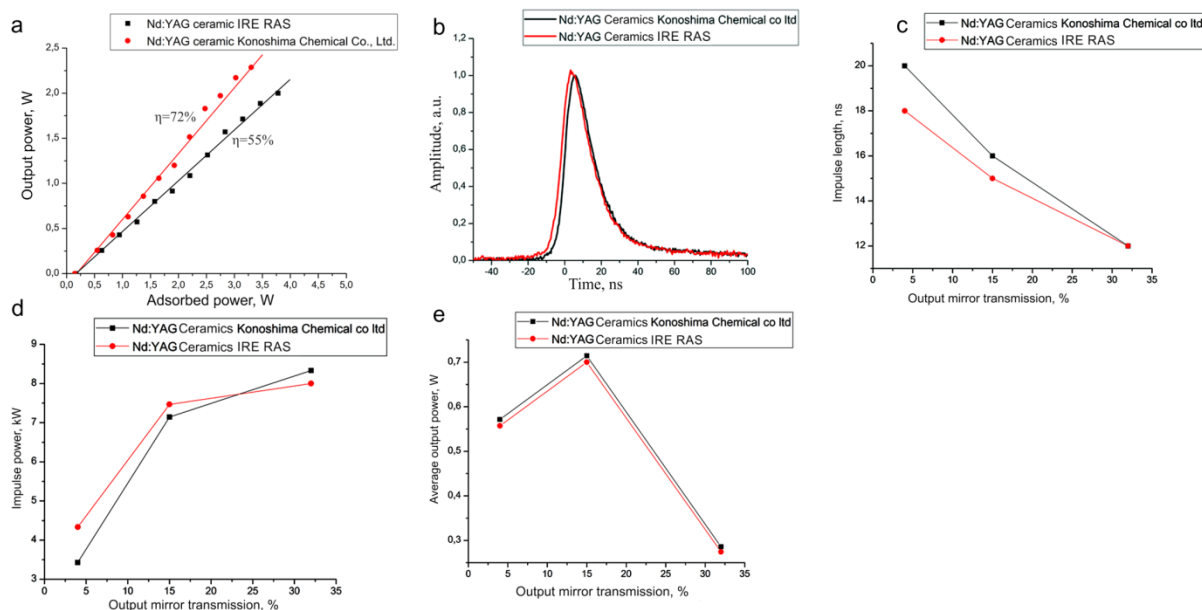 a
Nd:YAG ceramic IRE RAS
Nd:YAG ceramic Konoshima Chemical Co., Ltd.
2,5
2,0
1,5
1,0
0,5
0,0
Output power, W
η=72%
η=55%
0,0 0,5 1,0 1,5 2,0 2,5 3,0 3,5 4,0 4,5 5,0
Adsorbed power, W
b
Nd:YAG Ceramics Konoshima Chemical co ltd
Nd:YAG Ceramics IRE RAS
1,2
1,0
0,8
0,6
0,4
0,2
0,0
Amplitude, a.u.
-40 -20 0 20 40 60 80 100
Time, ns
c
Nd:YAG Ceramics Konoshima Chemical co ltd
Nd:YAG Ceramics IRE RAS
20
18
16
14
12
Impulse length, ns
0 5 10 15 20 25 30 35
Output mirror transmission, %
d
Nd:YAG Ceramics Konoshima Chemical co ltd
Nd:YAG Ceramics IRE RAS
9
8
7
6
5
4
3
Impulse power, kW
0 5 10 15 20 25 30 35
Output mirror transmission, %
e
Nd:YAG Ceramics Konoshima Chemical co ltd
Nd:YAG Ceramics IRE RAS
0,7
0,6
0,5
0,4
0,3
Average output power, W
0 5 10 15 20 25 30 35
Output mirror transmission, %